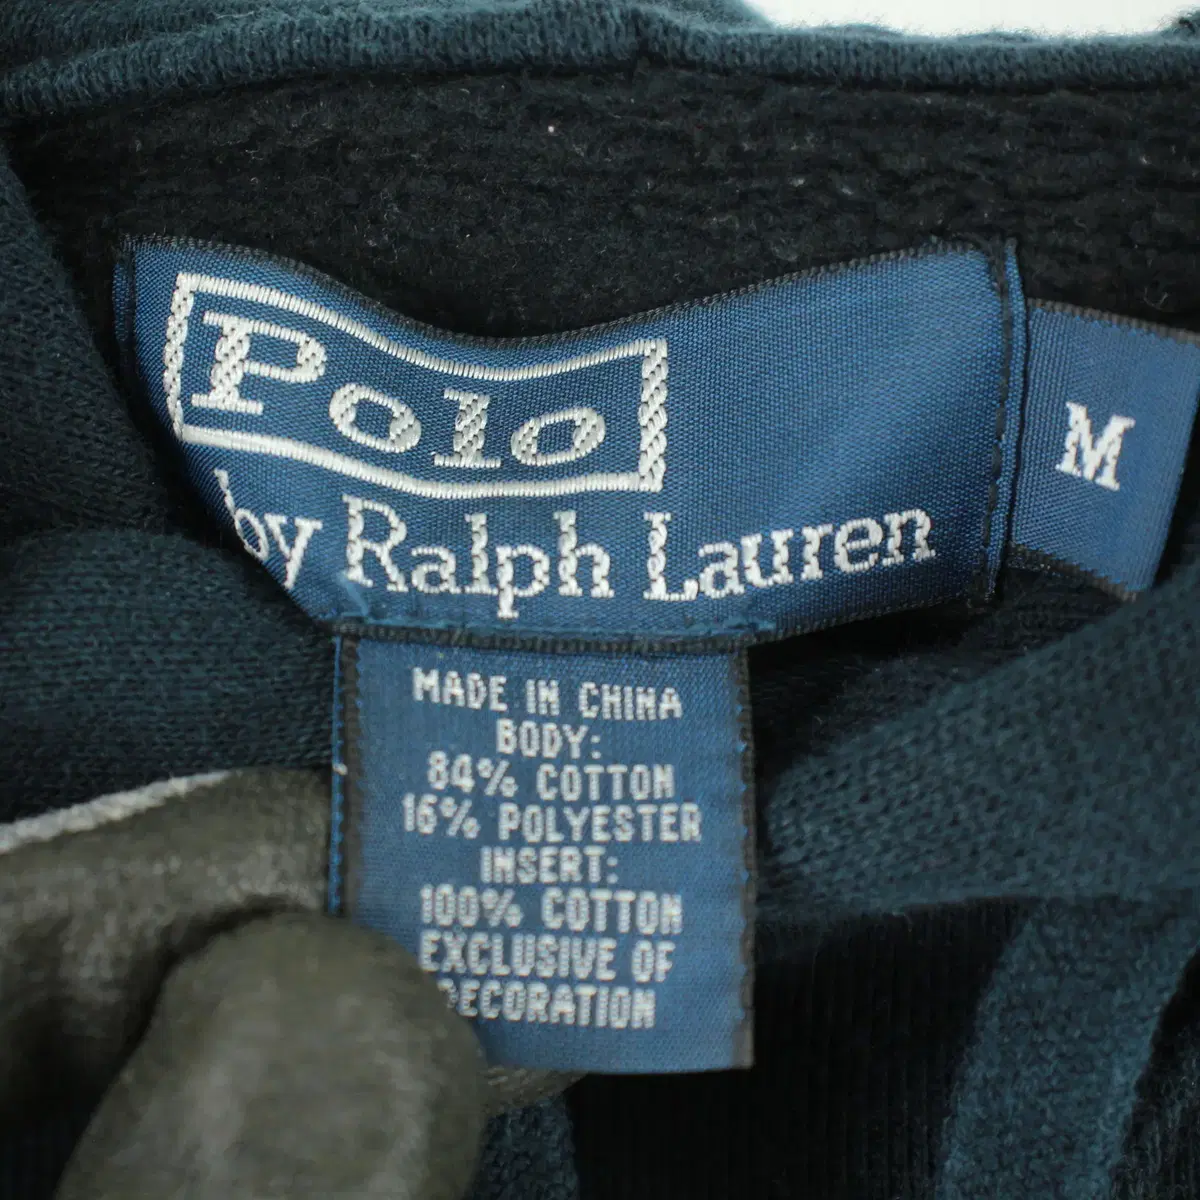 Polo
by Ralph Lauren
M
MADE IN CHINA
BODY:
84% COTTON
16% POLYESTER
INSERT:
100% COTTON
EXCLUSIVE OF
DECORATION